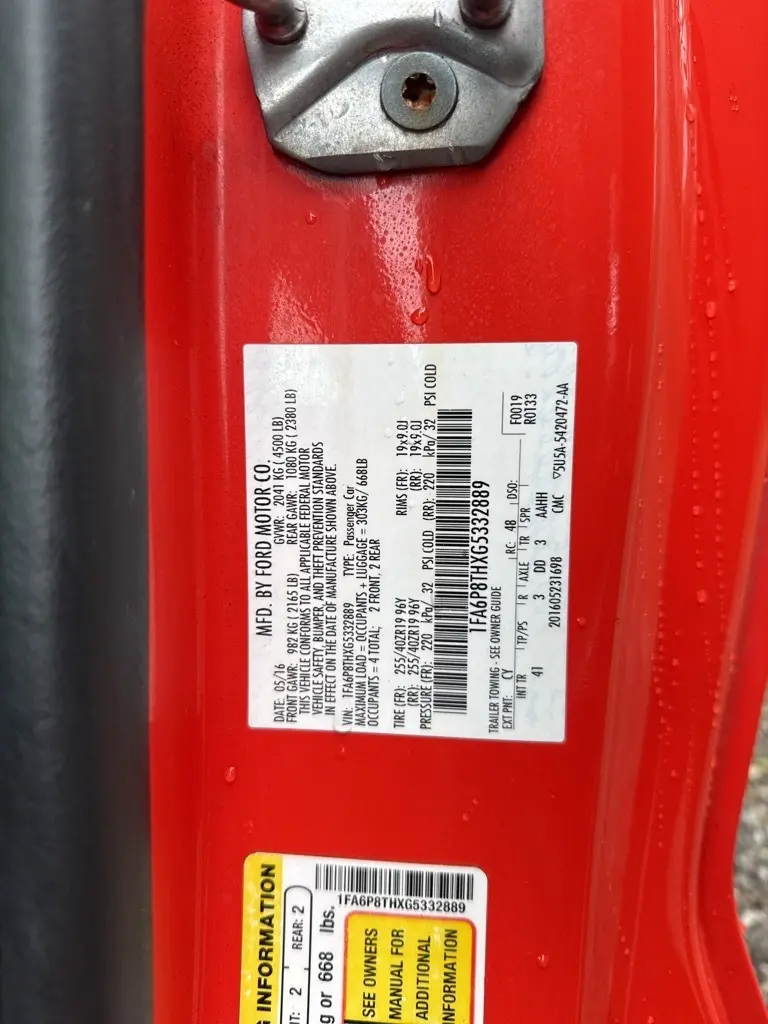 MFD. BY FORD MOTOR CO.
DATE: 05/16 GVWR: 2041 KG ( 4500 LB)
FRONT GAWR: 982 KG ( 2165 LB) REAR GAWR: 1080 KG ( 2380 LB)
THIS VEHICLE CONFORMS TO ALL APPLICABLE FEDERAL MOTOR
VEHICLE SAFETY, BUMPER, AND THEFT PREVENTION STANDARDS
IN EFFECT ON THE DATE OF MANUFACTURE SHOWN ABOVE.
VIN: 1FA6P8THXG5332889 TYPE: Passenger Car
MAXIMUM LOAD = OCCUPANTS + LUGGAGE = 303KG/ 668LB
OCCUPANTS = 4 TOTAL; 2 FRONT, 2 REAR
TIRE (FR): 255/40ZR19 96Y RIMS (FR): 19x9.0J
(RR): 255/40ZR19 96Y (RR): 19x9.0J
PRESSURE (FR): 220 kPa/ 32 PSI COLD (RR): 220 kPa/ 32 PSI COLD
1FA6P8THXG5332889
TRAILER TOWING - SEE OWNER GUIDE
EXT PNT: CY RC: 48 DSO: F0019
R0133
INT TR TP/PS R AXLE TR SPR
41 3 DD 3 AAHH
201605231698 CMC ▽5U5A-5420472-AA
1FA6P8THXG5332889
G INFORMATION
NT: 2 REAR: 2
g or 668 lbs.
SEE OWNERS
MANUAL FOR
ADDITIONAL
INFORMATION